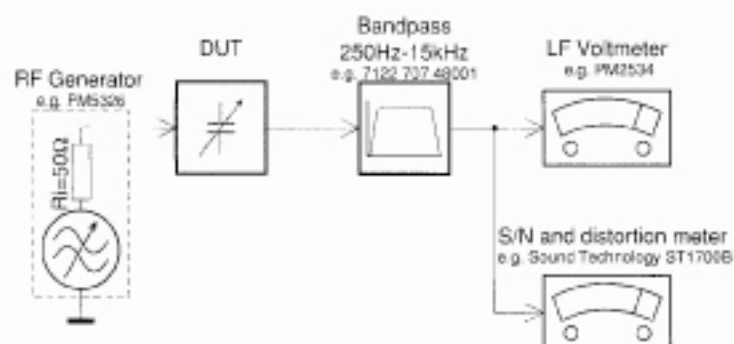 Bandpass
250Hz-15kHz
e.g. 7122 707 48001
DUT
LF Voltmeter
e.g. PM2534
RF Generator
e.g. PM5326
Ri=50Ω
S/N and distortion meter
e.g. Sound Technology ST1700B